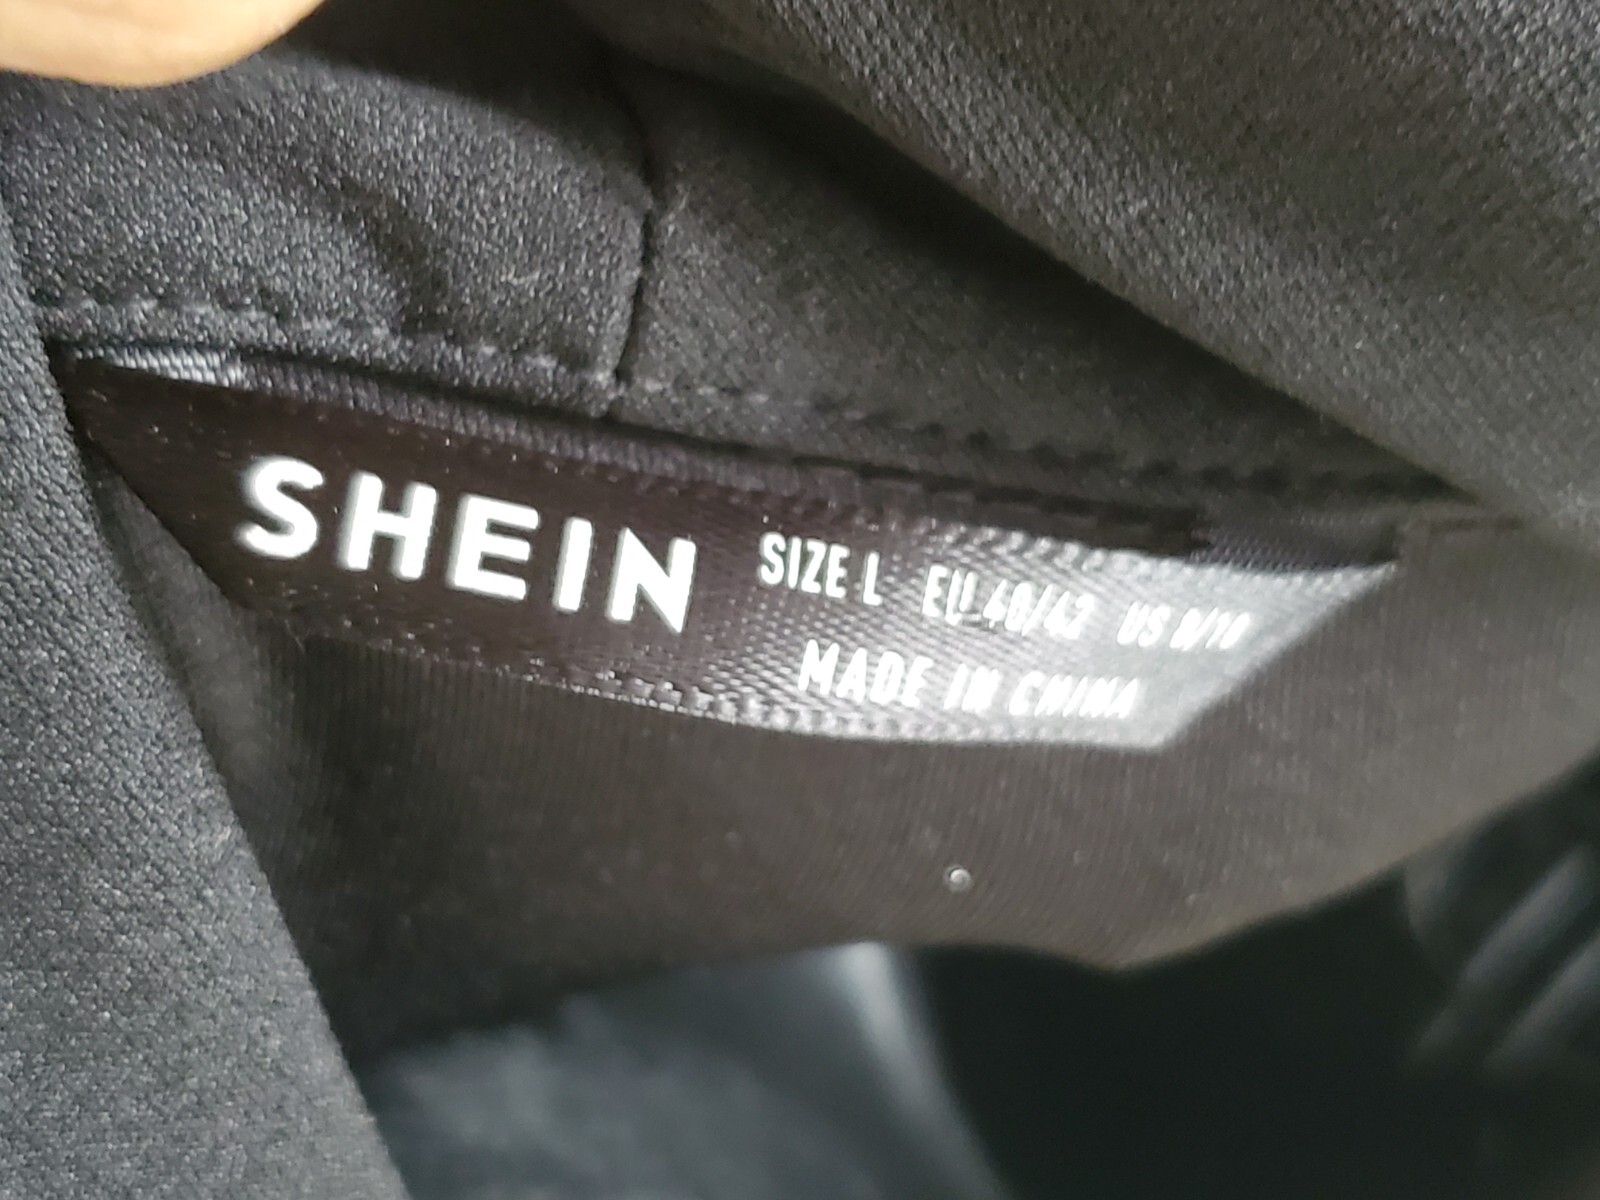 SHEIN
SIZE L EU 40/42 US 8/10
MADE IN CHINA